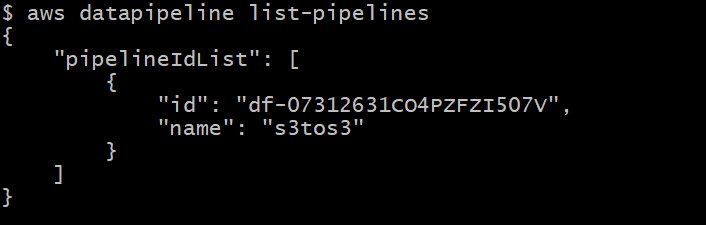 $ aws datapipeline list-pipelines
{
    "pipelineIdList": [
        {
            "id": "df-07312631CO4PZFZI507V",
            "name": "s3tos3"
        }
    ]
}